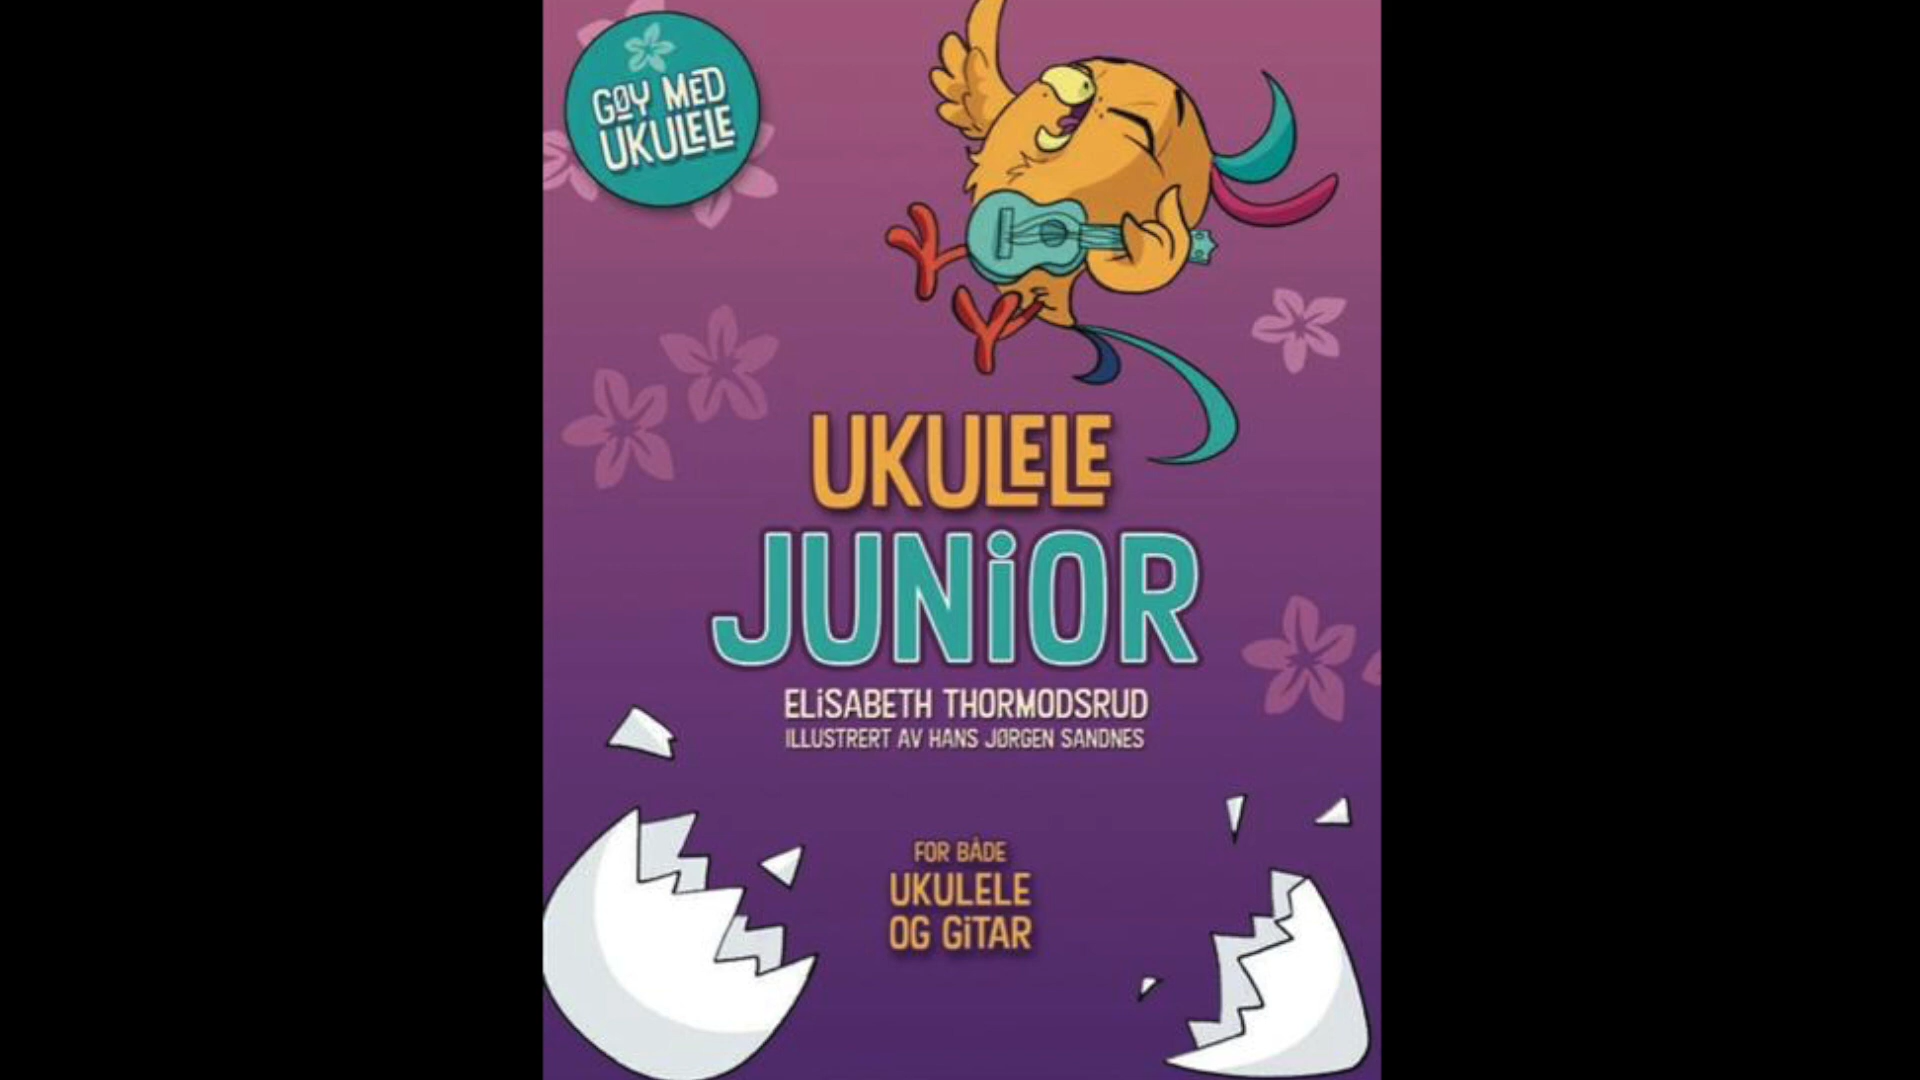 GØY MED
UKULELE
UKULELE
JUNiOR
ELiSABETH THORMODSRUD
ILLUSTRERT AV HANS JØRGEN SANDNES
FOR BÅDE
UKULELE
OG GiTAR